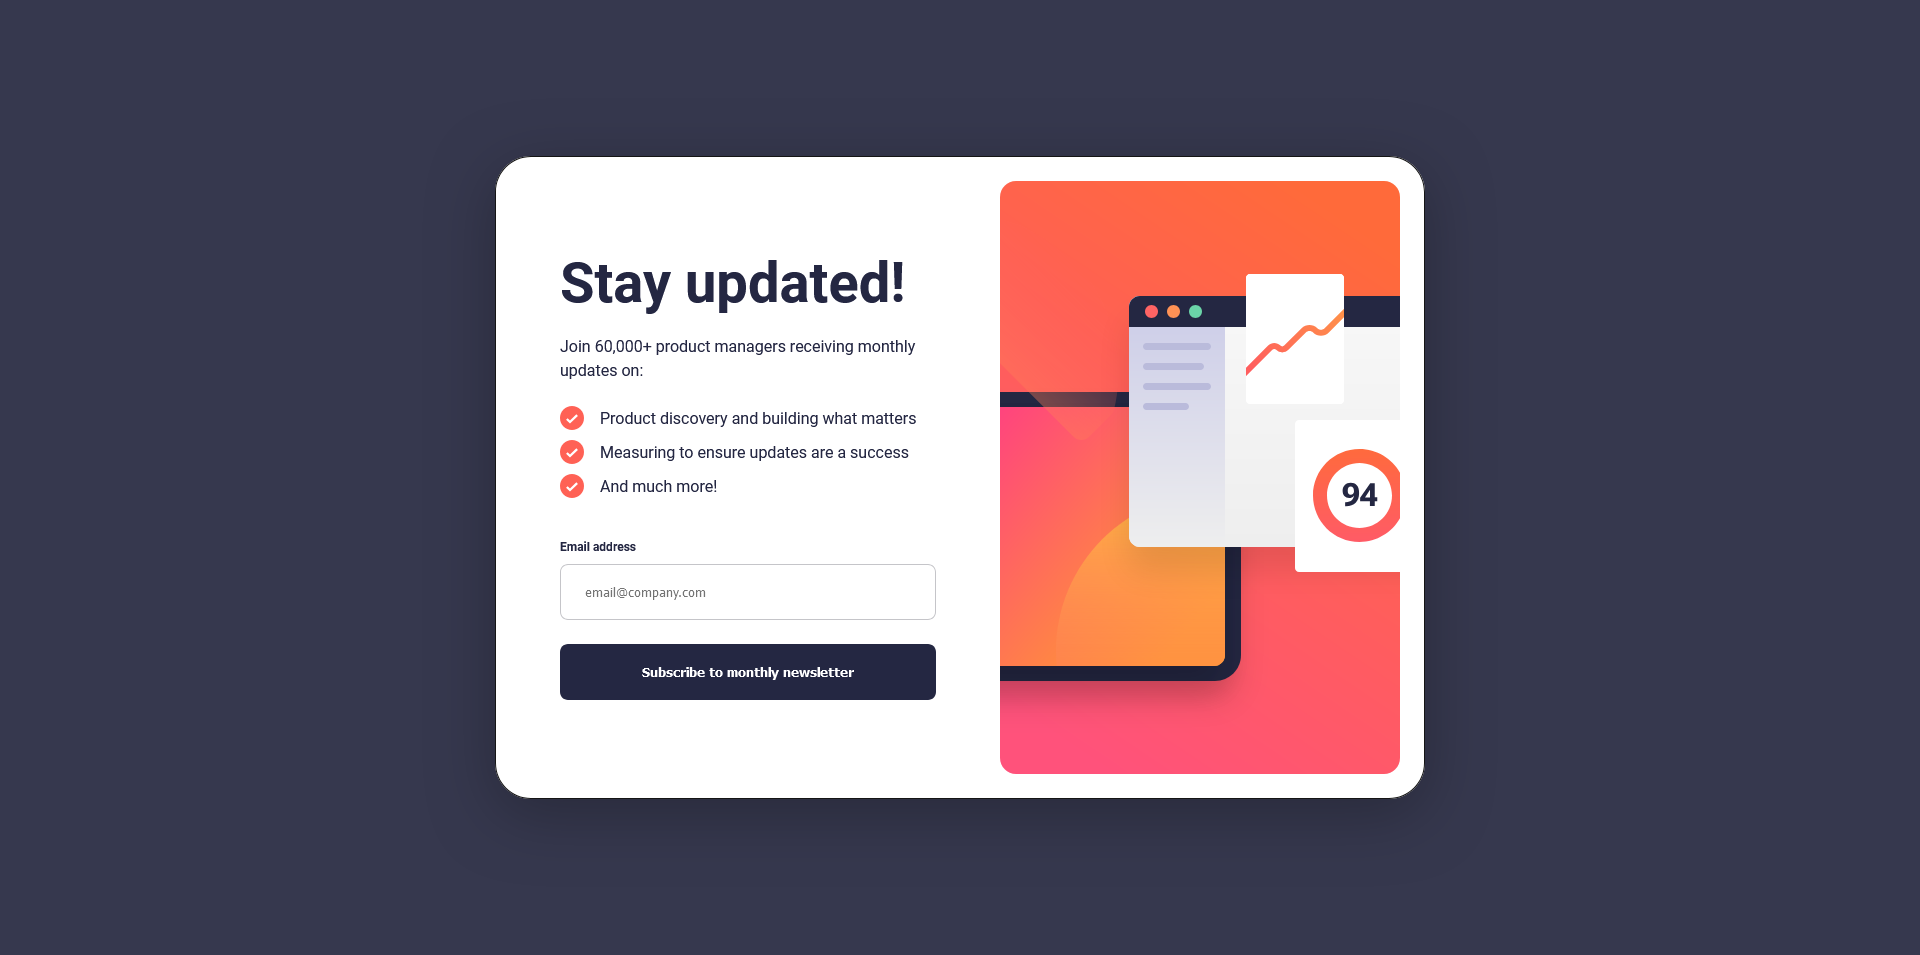 Stay updated!
Join 60,000+ product managers receiving monthly
updates on:
Product discovery and building what matters
Measuring to ensure updates are a success
And much more!
Email address
email@company.com
Subscribe to monthly newsletter
94